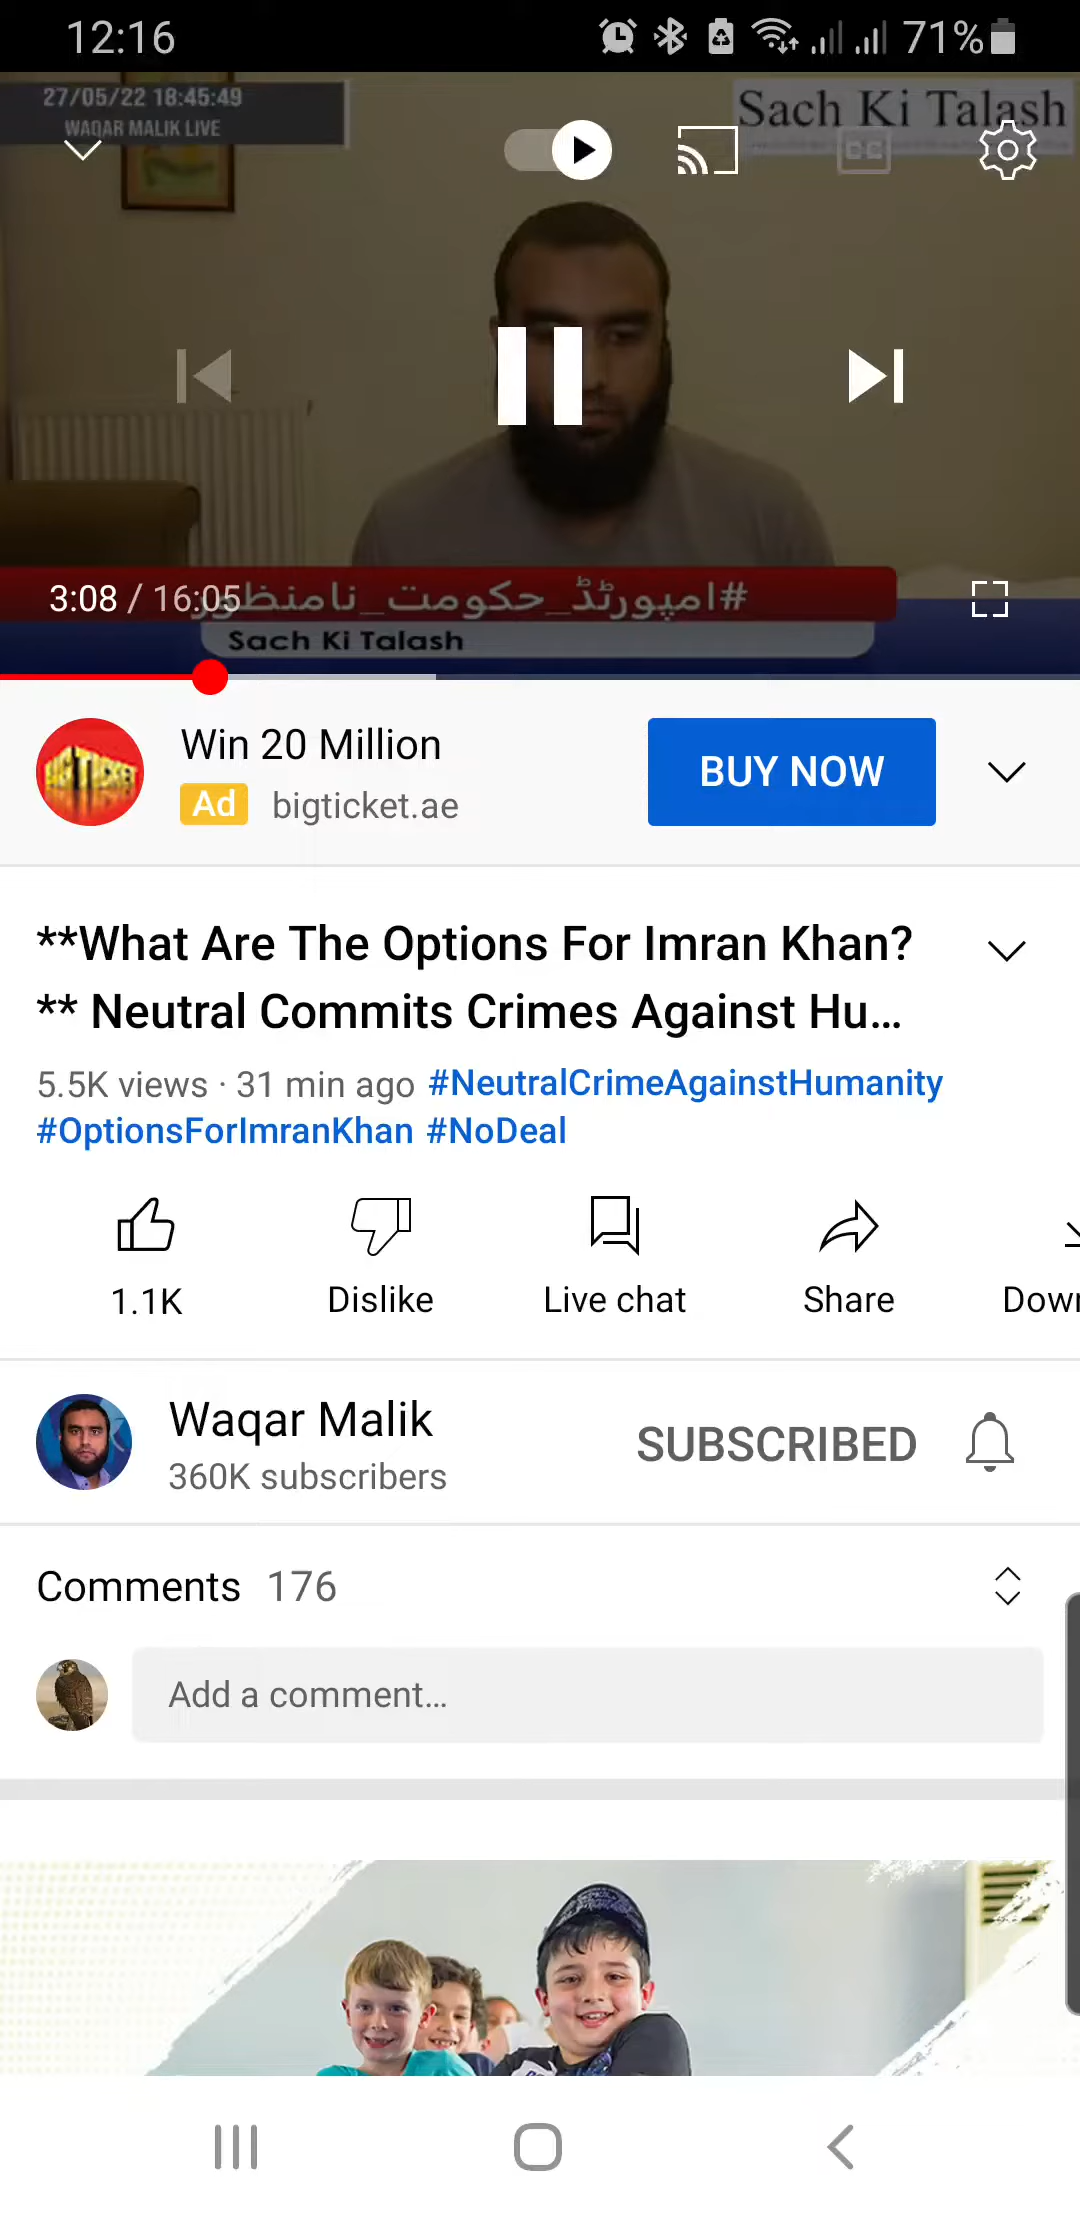 12:16
71%
27/05/22 18:45:49
WAQAR MALIK LIVE
Sach Ki Talash
CC
#امپورٹڈ_حکومت_نامنظور
3:08 / 16:05
Sach Ki Talash
BIG TICKET
Win 20 Million
Ad bigticket.ae
BUY NOW
**What Are The Options For Imran Khan?
** Neutral Commits Crimes Against Hu...
5.5K views · 31 min ago #NeutralCrimeAgainstHumanity
#OptionsForImranKhan #NoDeal
1.1K Dislike Live chat Share Down
Waqar Malik
360K subscribers
SUBSCRIBED
Comments 176
Add a comment...